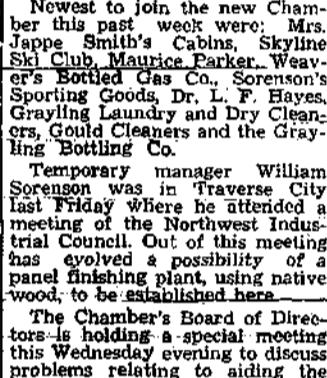 Newest to join the new Cham-
ber this past week were: Mrs.
Jappe Smith's Cabins, Skyline
Ski Club, Maurice Parker, Weav-
er's Bottled Gas Co., Sorenson's
Sporting Goods, Dr. L. F. Hayes,
Grayling Laundry and Dry Clean-
ers, Gould Cleaners and the Gray-
ling Bottling Co.
Temporary manager William
Sorenson was in Traverse City
last Friday where he attended a
meeting of the Northwest Indus-
trial Council. Out of this meeting
has evolved a possibility of a
panel finishing plant, using native
wood, to be established here.
The Chamber's Board of Direc-
tors is holding a special meeting
this Wednesday evening to discuss
problems relating to aiding the